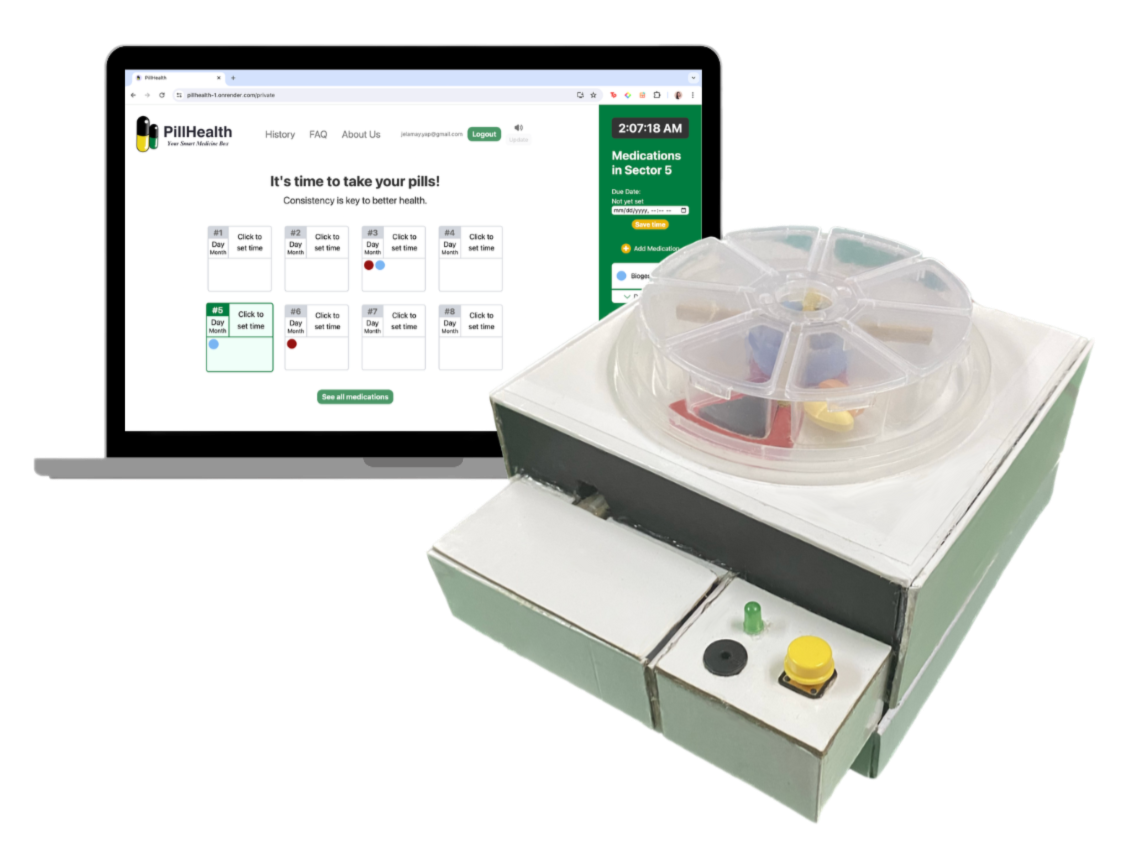 PillHealth
pillhealth-1.onrender.com/private
PillHealth
Your Smart Medicine Box
History FAQ About Us jelamay.yap@gmail.com Logout
Update
It's time to take your pills!
Consistency is key to better health.
#1 Day Month Click to set time
#2 Day Month Click to set time
#3 Day Month Click to set time
#4 Day Month Click to set time
#5 Day Month Click to set time
#6 Day Month Click to set time
#7 Day Month Click to set time
#8 Day Month Click to set time
See all medications
2:07:18 AM
Medications
in Sector 5
Due Date:
Not yet set
mm/dd/yyyy, --:-- --
Save time
Add Medication